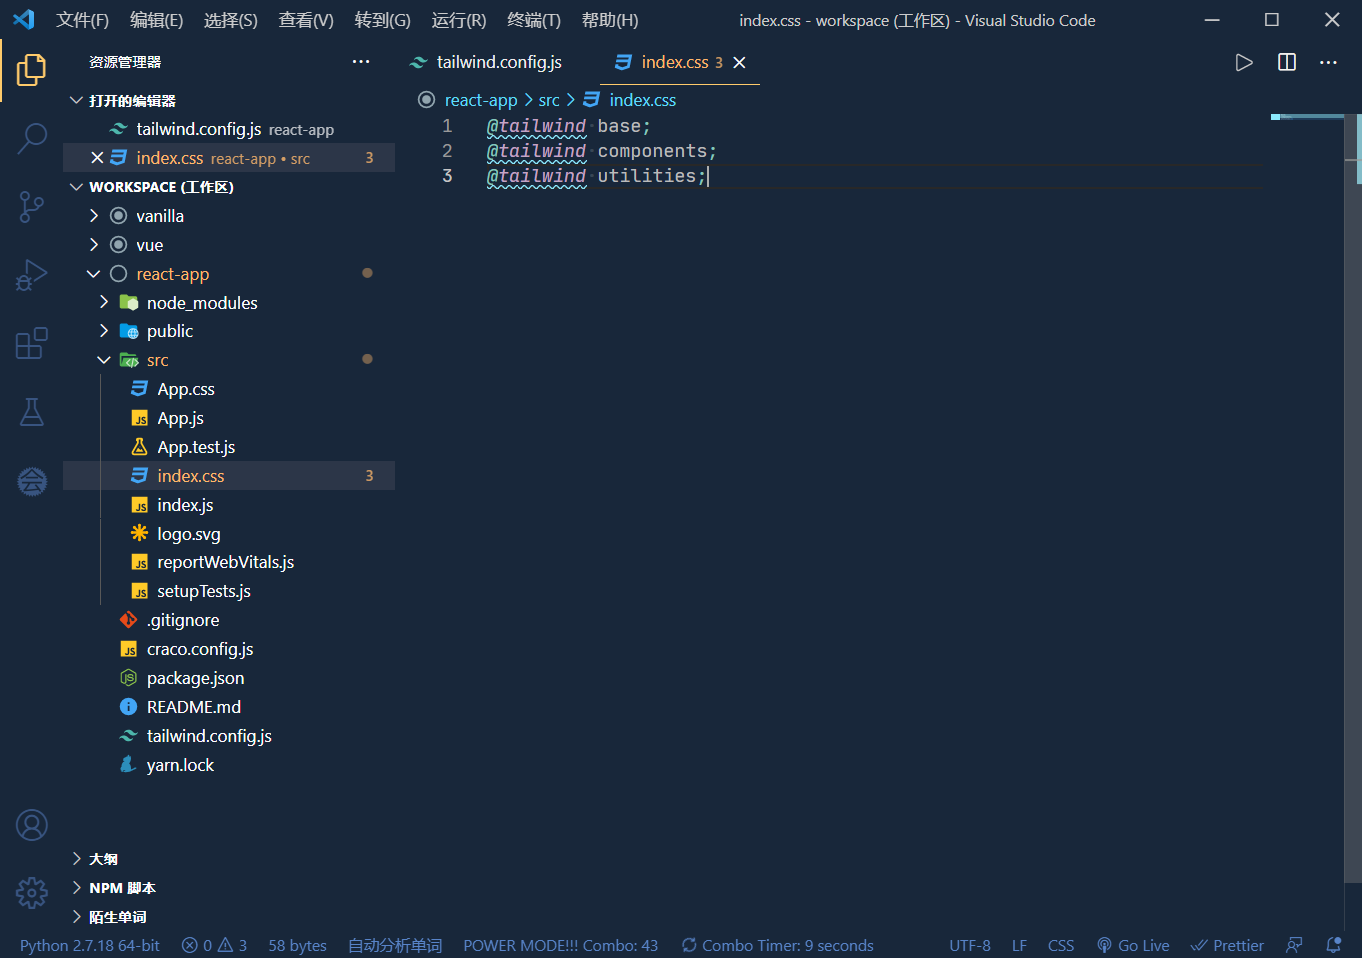 文件(F) 编辑(E) 选择(S) 查看(V) 转到(G) 运行(R) 终端(T) 帮助(H) index.css - workspace (工作区) - Visual Studio Code
资源管理器 ···
打开的编辑器
tailwind.config.js react-app
index.css react-app • src 3
WORKSPACE (工作区)
vanilla
vue
react-app
node_modules
public
src
App.css
App.js
App.test.js
index.css 3
index.js
logo.svg
reportWebVitals.js
setupTests.js
.gitignore
craco.config.js
package.json
README.md
tailwind.config.js
yarn.lock
大纲
NPM 脚本
陌生单词
tailwind.config.js index.css 3
react-app > src > index.css
1 @tailwind base;
2 @tailwind components;
3 @tailwind utilities;
Python 2.7.18 64-bit 0 3 58 bytes 自动分析单词 POWER MODE!!! Combo: 43 Combo Timer: 9 seconds UTF-8 LF CSS Go Live Prettier